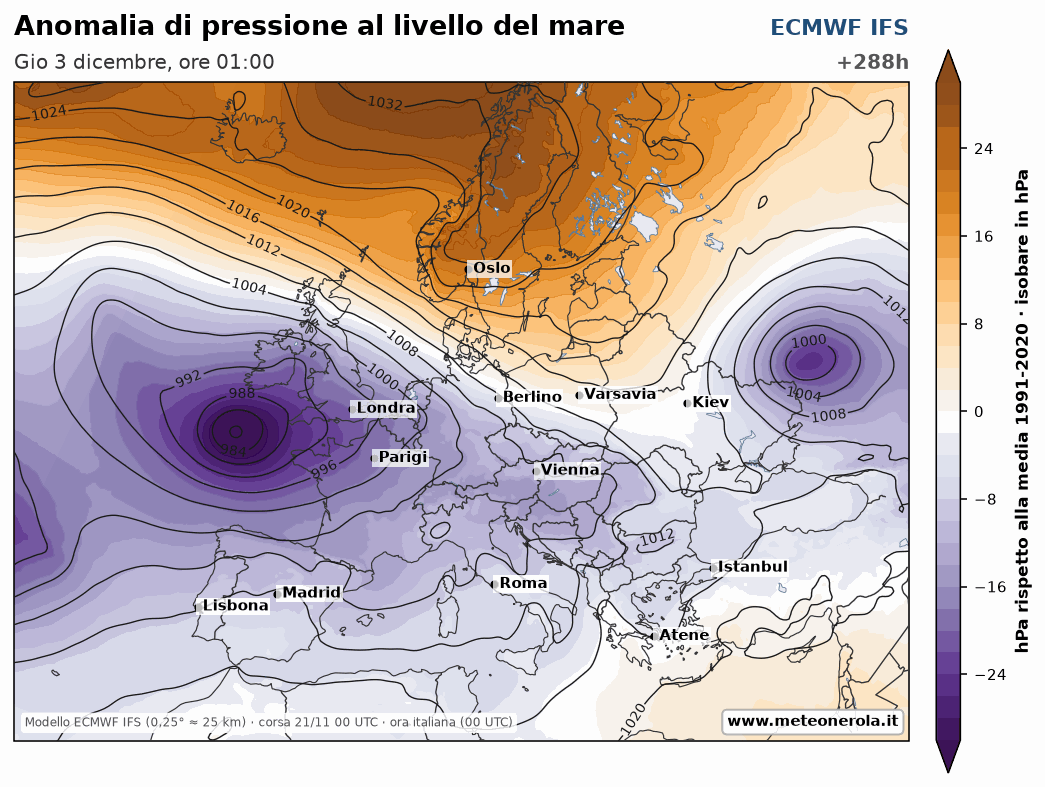 Anomalia di pressione al livello del mare
ECMWF IFS
Gio 3 dicembre, ore 01:00
+288h
1024
1032
1020
1016
1012
1004
1008
1000
992
988
984
996
1012
1000
1004
1008
1012
1020
Oslo
Berlino
Varsavia
Kiev
Londra
Parigi
Vienna
Istanbul
Roma
Madrid
Lisbona
Atene
24
16
8
0
−8
−16
−24
hPa rispetto alla media 1991-2020 · isobare in hPa
Modello ECMWF IFS (0,25° ≈ 25 km) · corsa 21/11 00 UTC · ora italiana (00 UTC)
www.meteonerola.it